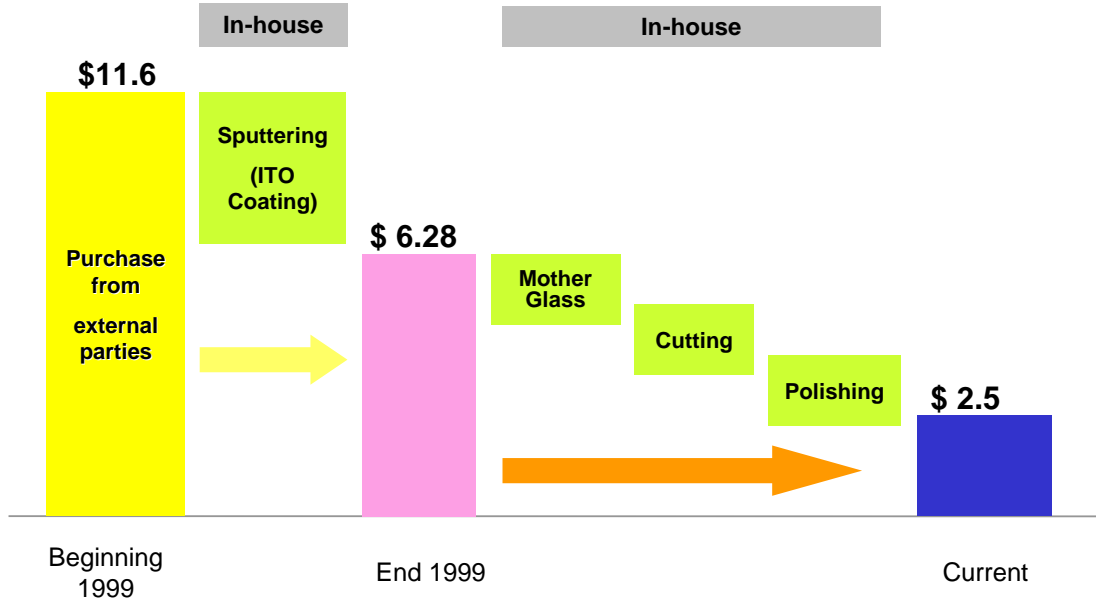 In-house
In-house
$11.6
Sputtering
(ITO
Coating)
Purchase
from
external
parties
$ 6.28
Mother
Glass
Cutting
Polishing
$ 2.5
Beginning
1999
End 1999
Current